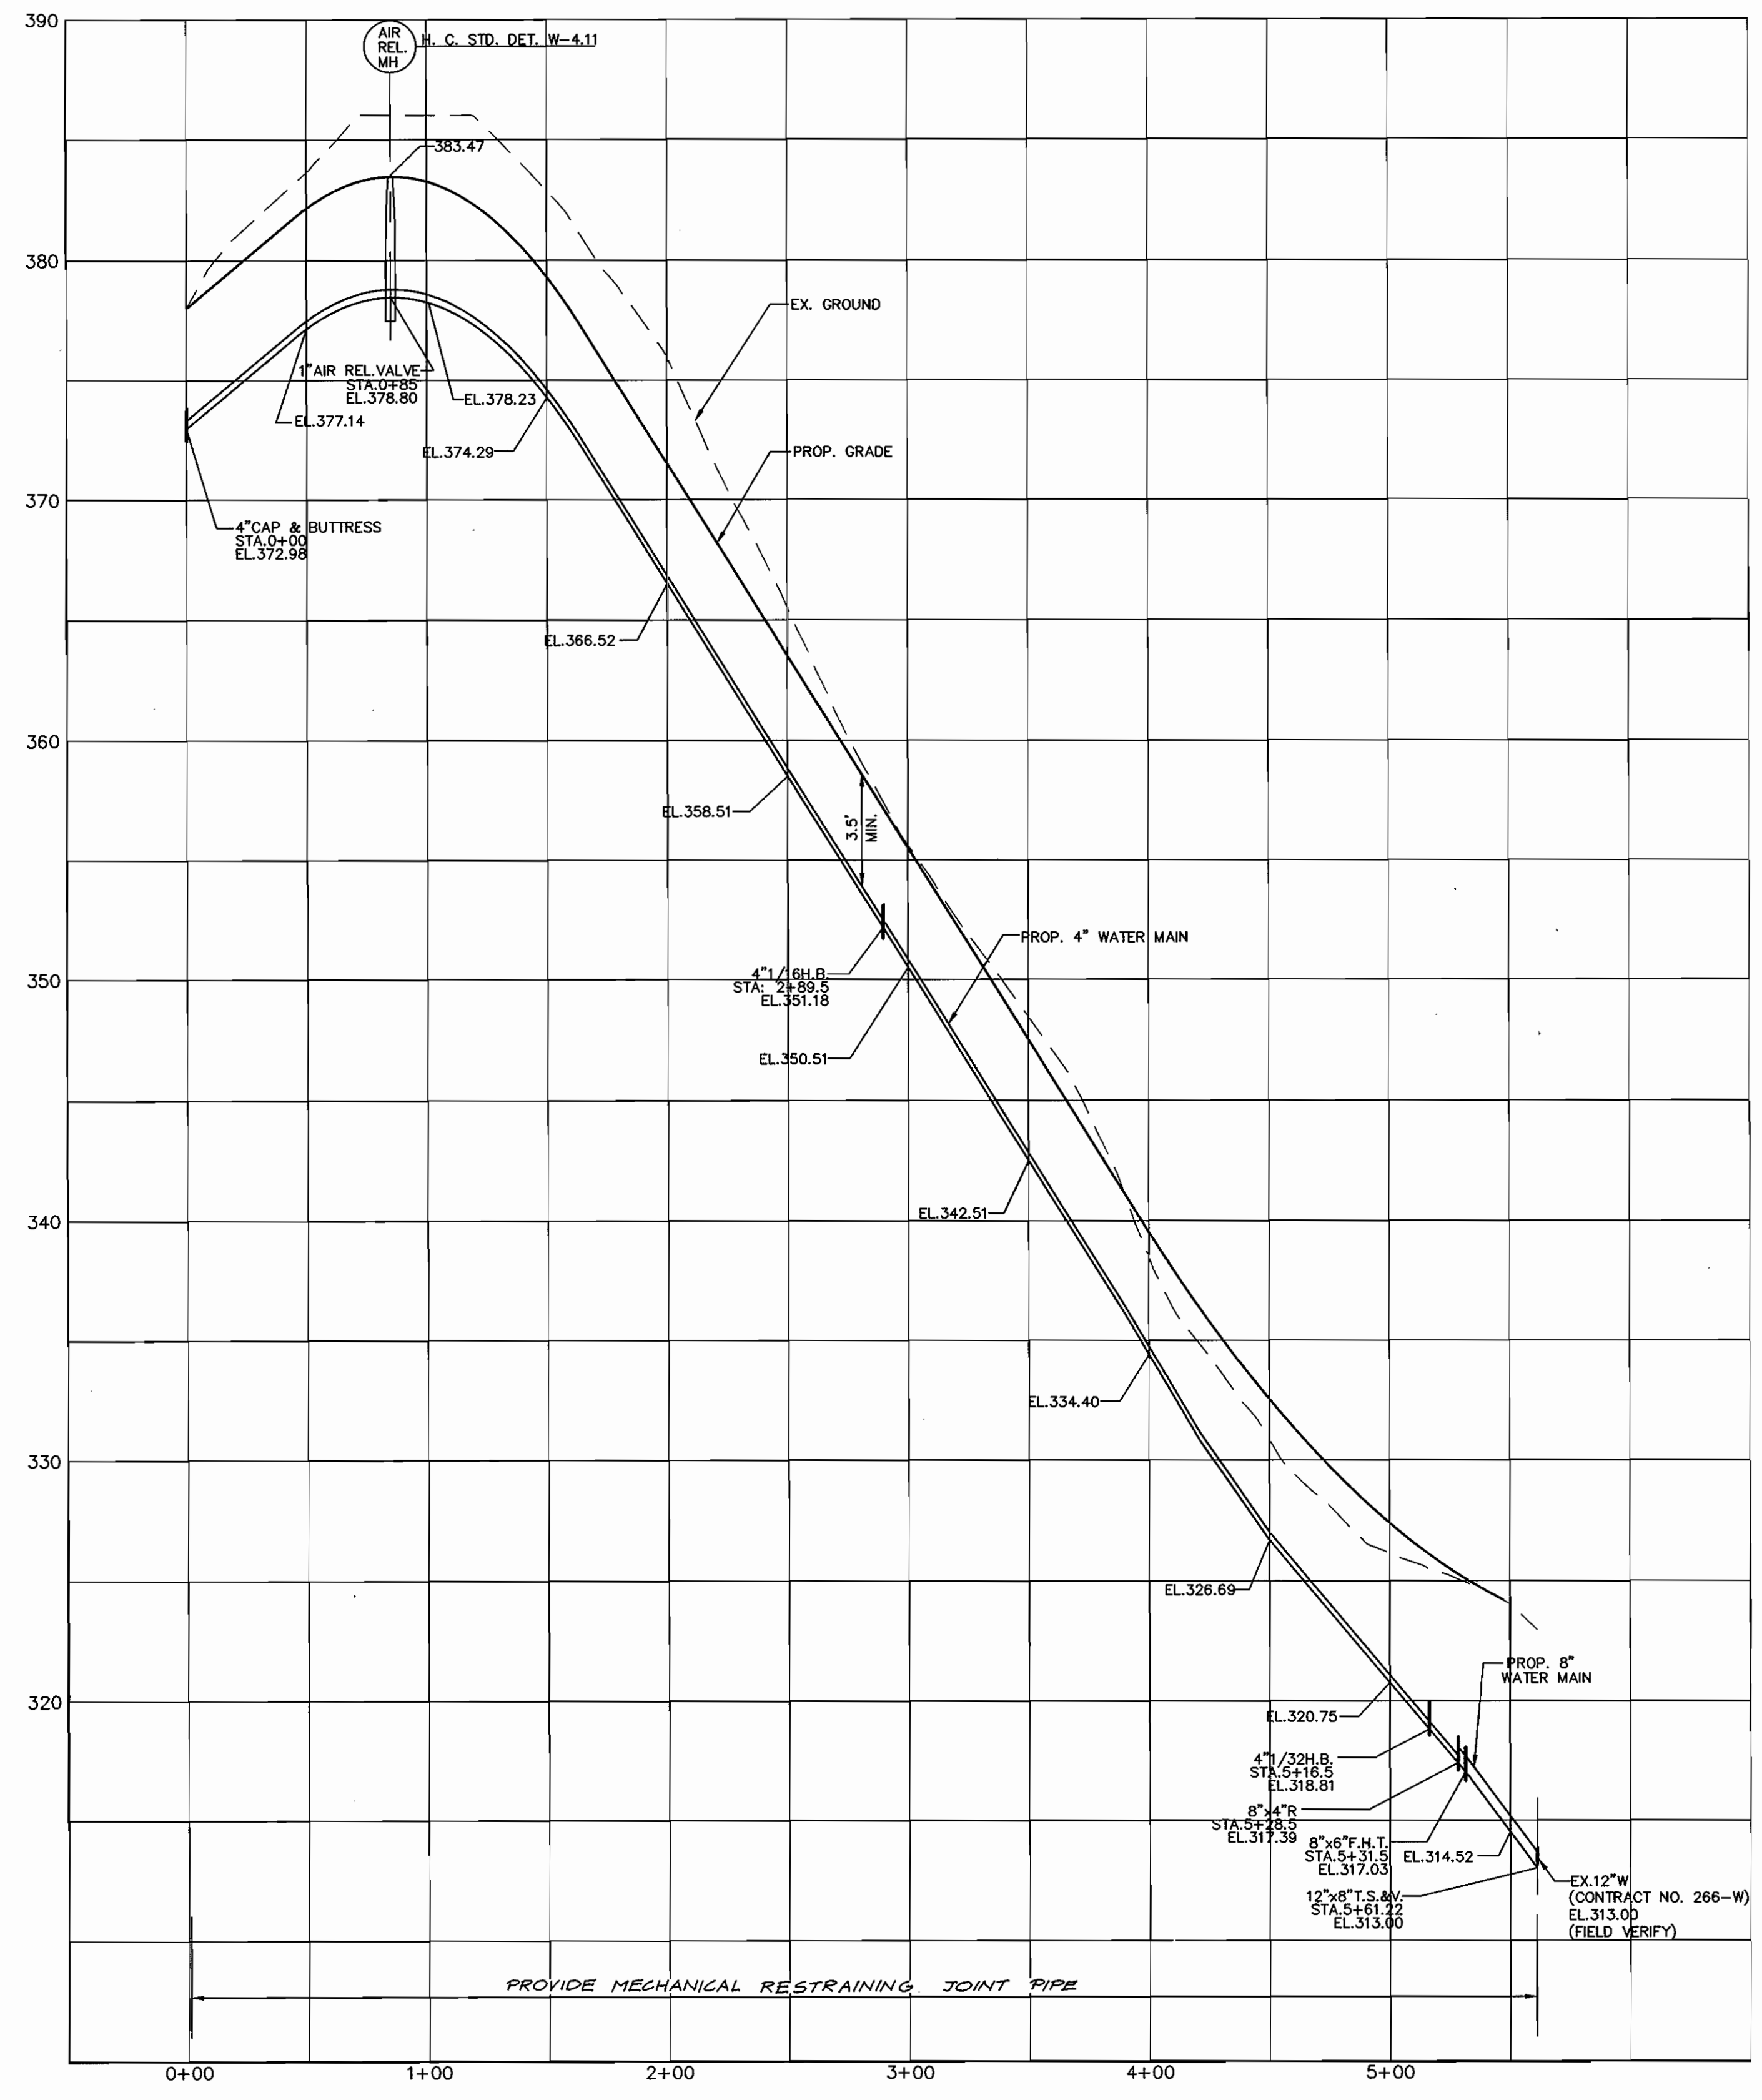 390
AIR
REL.
MH
H. C. STD. DET. W-4.11
383.47
380
EX. GROUND
1"AIR REL.VALVE
STA.0+85
EL.378.80
EL.378.23
EL.377.14
EL.374.29
PROP. GRADE
370
4"CAP & BUTTRESS
STA.0+00
EL.372.98
EL.366.52
360
EL.358.51
3.5'
MIN.
PROP. 4" WATER MAIN
350
4"1/16H.B.
STA: 2+89.5
EL.351.18
EL.350.51
340
EL.342.51
EL.334.40
330
EL.326.69
PROP. 8"
WATER MAIN
320
EL.320.75
4"1/32H.B.
STA.5+16.5
EL.318.81
8"x4"R
STA.5+28.5
EL.317.39
8"x6"F.H.T.
STA.5+31.5
EL.317.03
EL.314.52
12"x8"T.S.&V.
STA.5+61.22
EL.313.00
EX.12"W
(CONTRACT NO. 266-W)
EL.313.00
(FIELD VERIFY)
PROVIDE MECHANICAL RESTRAINING JOINT PIPE
0+00 1+00 2+00 3+00 4+00 5+00